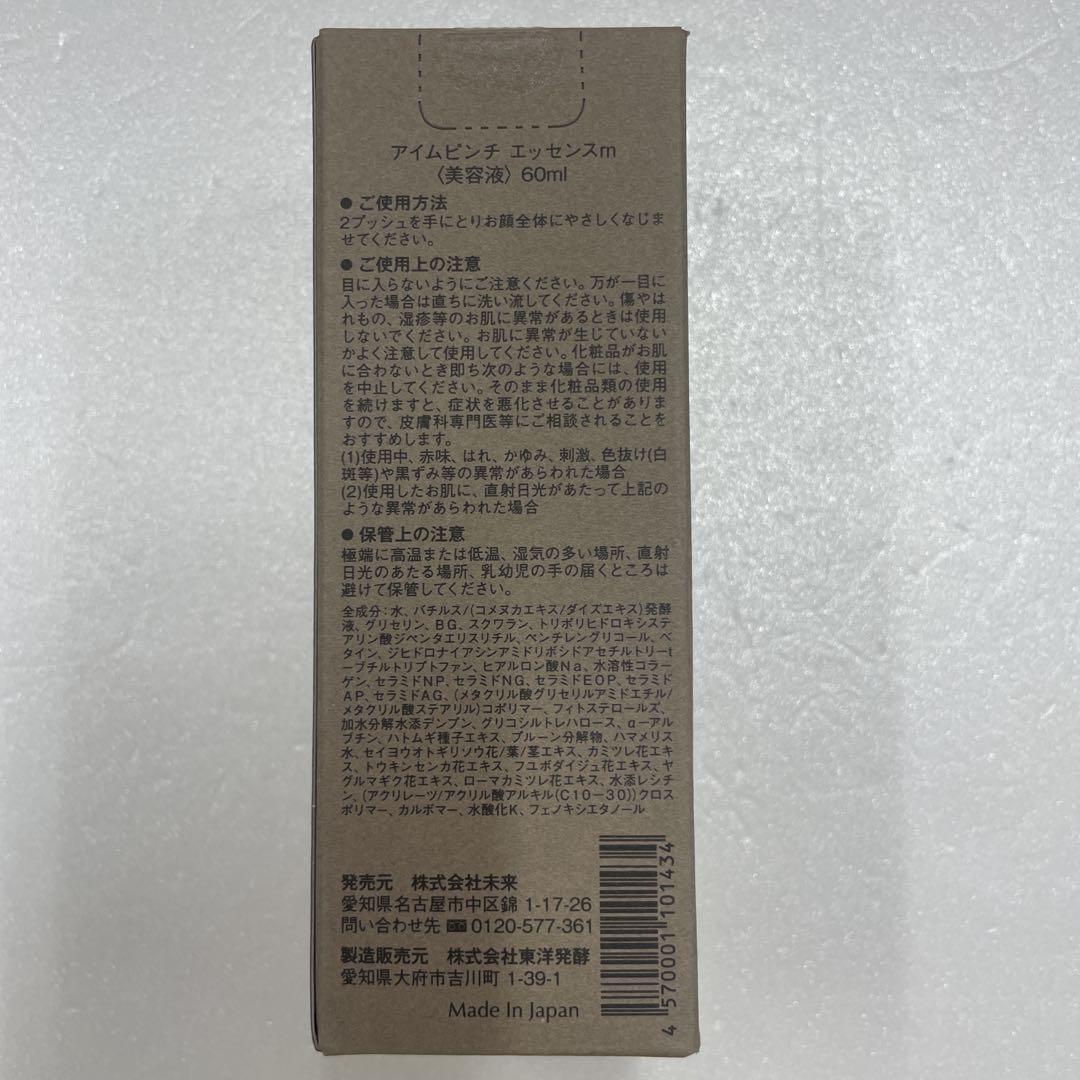 アイムピンチ エッセンスm
〈美容液〉60ml
● ご使用方法
2プッシュを手にとりお顔全体にやさしくなじま
せてください。
● ご使用上の注意
目に入らないようにご注意ください。万が一目に
入った場合は直ちに洗い流してください。傷やは
れもの、湿疹等のお肌に異常があるときは使用
しないでください。お肌に異常が生じていない
かよく注意して使用してください。化粧品がお肌
に合わないとき即ち次のような場合には、使用
を中止してください。そのまま化粧品類の使用
を続けますと、症状を悪化させることがありま
すので、皮膚科専門医等にご相談されることを
おすすめします。
(1)使用中、赤味、はれ、かゆみ、刺激、色抜け(白
斑等)や黒ずみ等の異常があらわれた場合
(2)使用したお肌に、直射日光があたって上記の
ような異常があらわれた場合
● 保管上の注意
極端に高温または低温、湿気の多い場所、直射
日光のあたる場所、乳幼児の手の届くところは
避けて保管してください。
全成分：水、バチルス/(コメヌカエキス/ダイズエキス)発酵
液、グリセリン、BG、スクワラン、トリポリヒドロキシステ
アリン酸ジペンタエリスリチル、ペンチレングリコール、ベ
タイン、ジヒドロナイアシンアミドリボシドアセチルトリーt
ーブチルトリプトファン、ヒアルロン酸Na、水溶性コラー
ゲン、セラミドNP、セラミドNG、セラミドEOP、セラミド
AP、セラミドAG、(メタクリル酸グリセリルアミドエチル/
メタクリル酸ステアリル)コポリマー、フィトステロールズ、
加水分解水添デンプン、グリコシルトレハロース、α－アル
ブチン、ハトムギ種子エキス、プルーン分解物、ハマメリス
水、セイヨウオトギリソウ花/葉/茎エキス、カミツレ花エキ
ス、トウキンセンカ花エキス、フユボダイジュ花エキス、ヤ
グルマギク花エキス、ローマカミツレ花エキス、水添レシチ
ン、(アクリレーツ/アクリル酸アルキル(C10－30))クロス
ポリマー、カルボマー、水酸化K、フェノキシエタノール
発売元 株式会社未来
愛知県名古屋市中区錦 1-17-26
問い合わせ先 0120-577-361
製造販売元 株式会社東洋発酵
愛知県大府市吉川町 1-39-1
Made In Japan
4 570001 101434